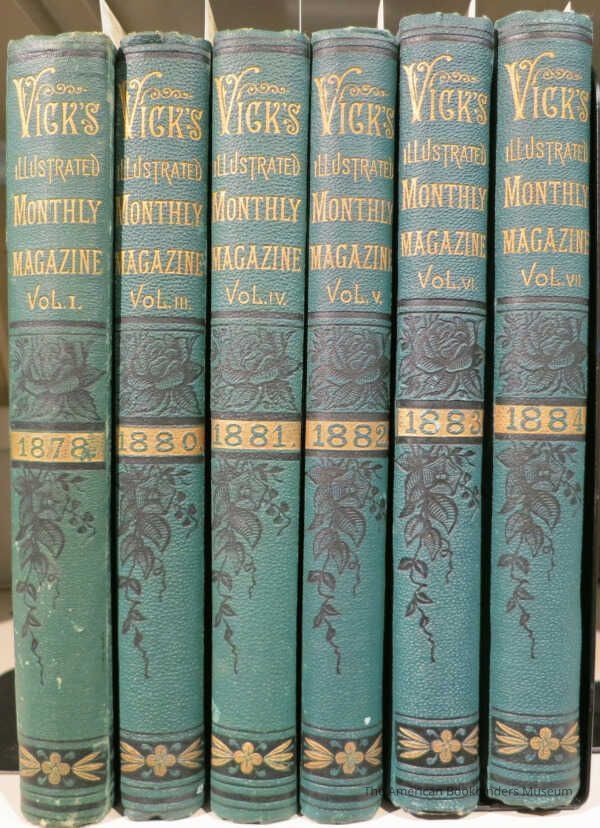 VICK'S
ILLUSTRATED
MONTHLY
MAGAZINE
VOL. I.
1878.
VICK'S
ILLUSTRATED
MONTHLY
MAGAZINE
VOL. III.
1880.
VICK'S
ILLUSTRATED
MONTHLY
MAGAZINE
VOL. IV.
1881.
VICK'S
ILLUSTRATED
MONTHLY
MAGAZINE
VOL. V.
1882.
VICK'S
ILLUSTRATED
MONTHLY
MAGAZINE
VOL. VI.
1883
VICK'S
ILLUSTRATED
MONTHLY
MAGAZINE
VOL. VII.
1884
The American Bookbinders Museum